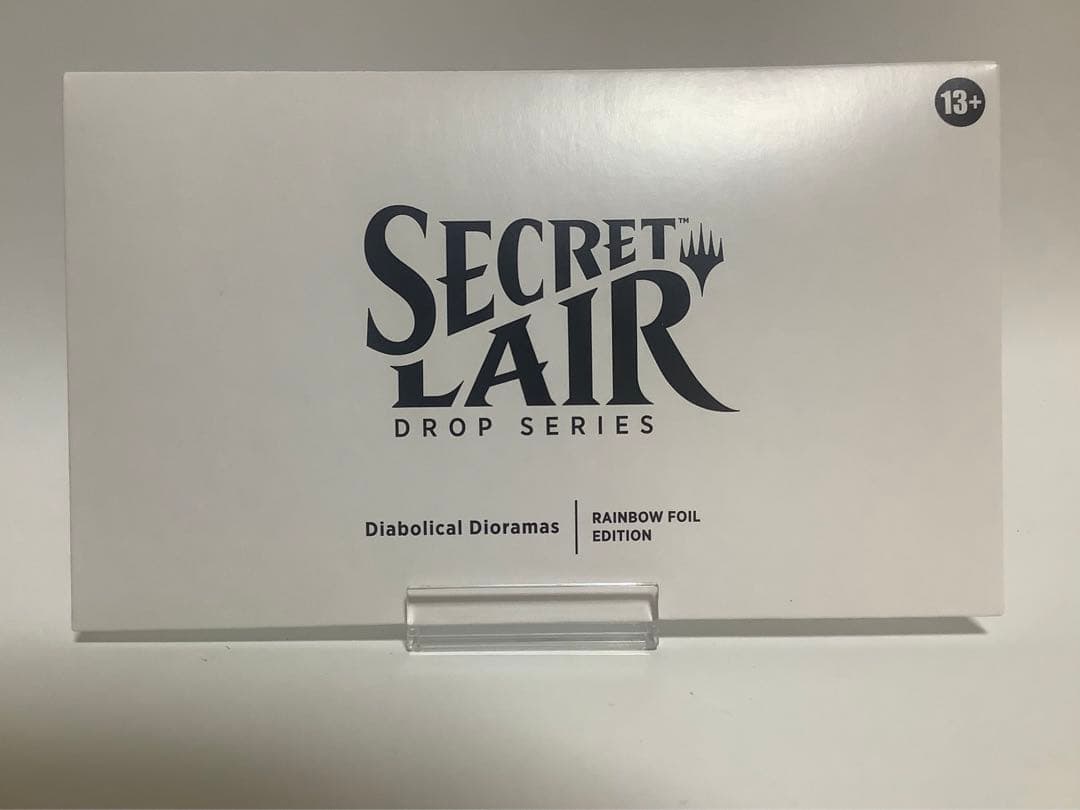 13+
SECRET™
LAIR
DROP SERIES
Diabolical Dioramas
RAINBOW FOIL
EDITION